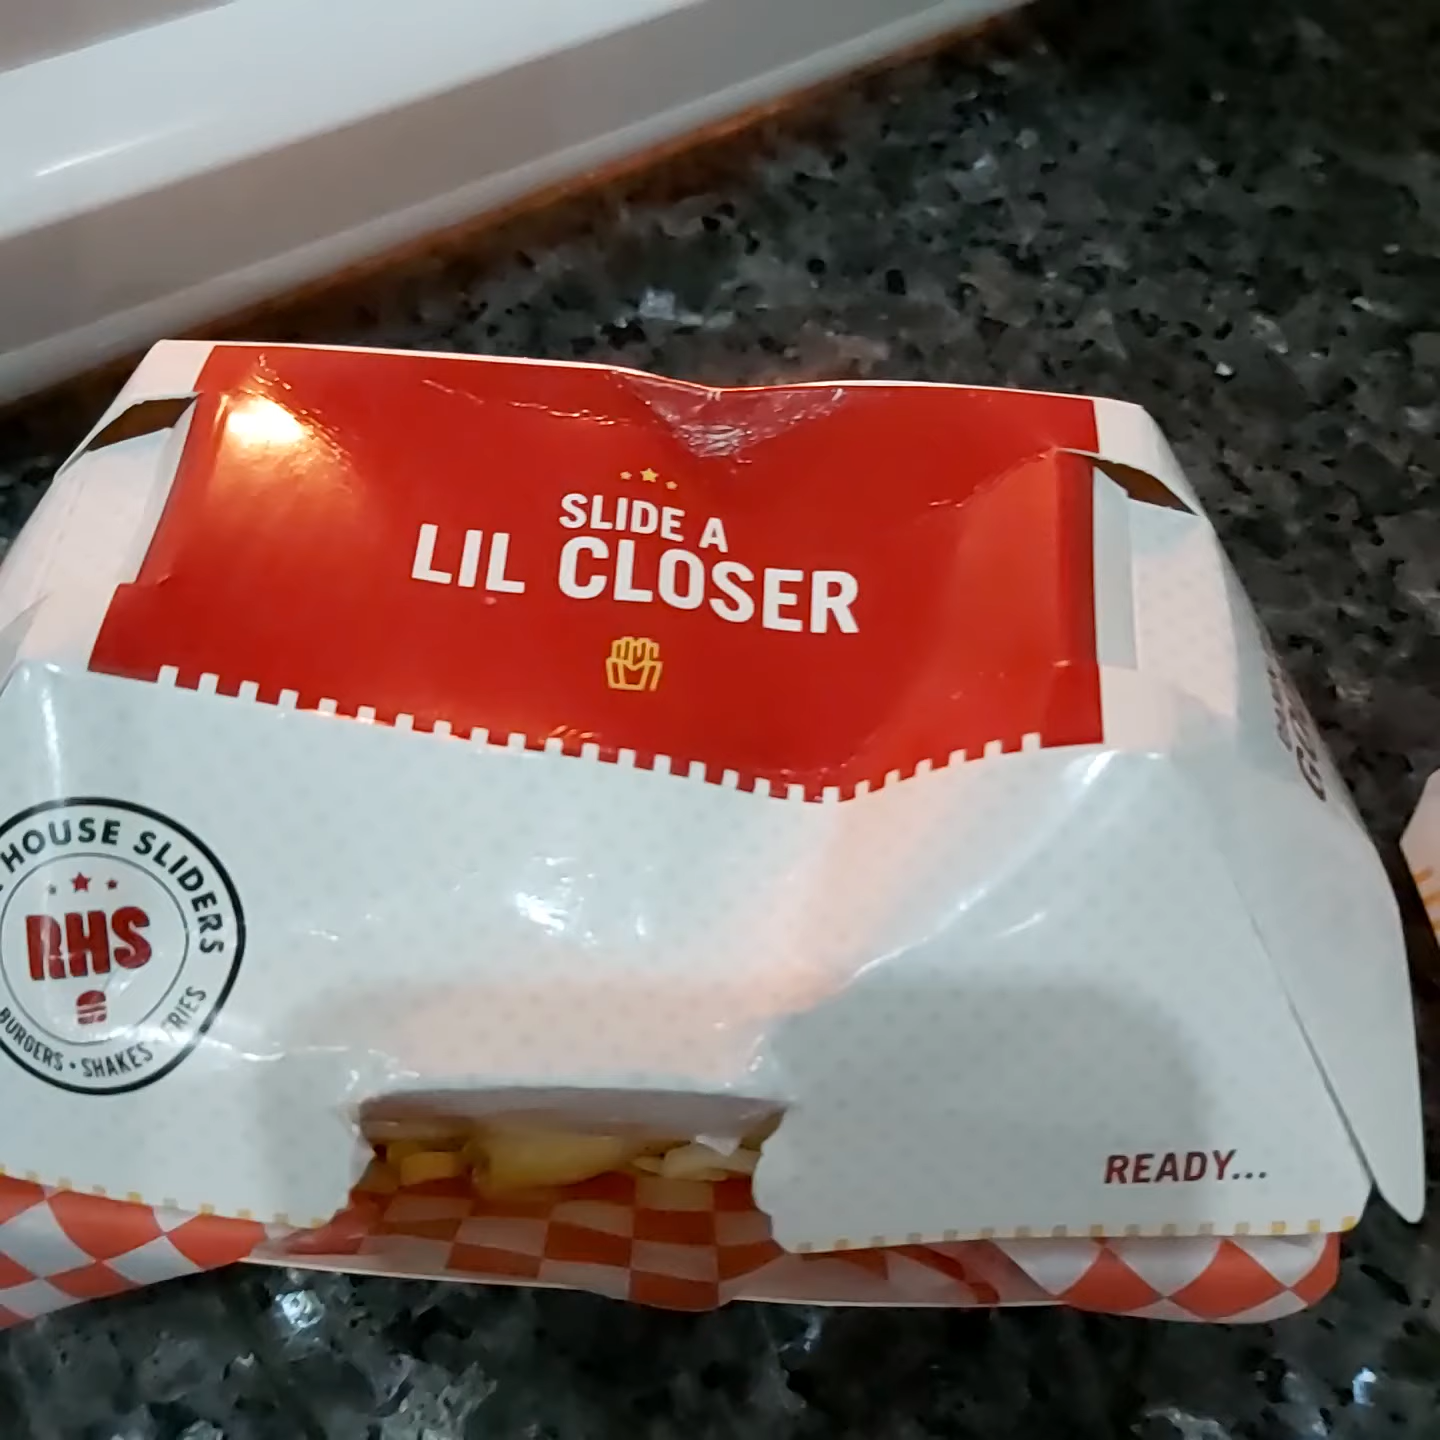 SLIDE A
LIL CLOSER
HOUSE SLIDERS
RHS
BURGERS • SHAKES FRIES
READY...